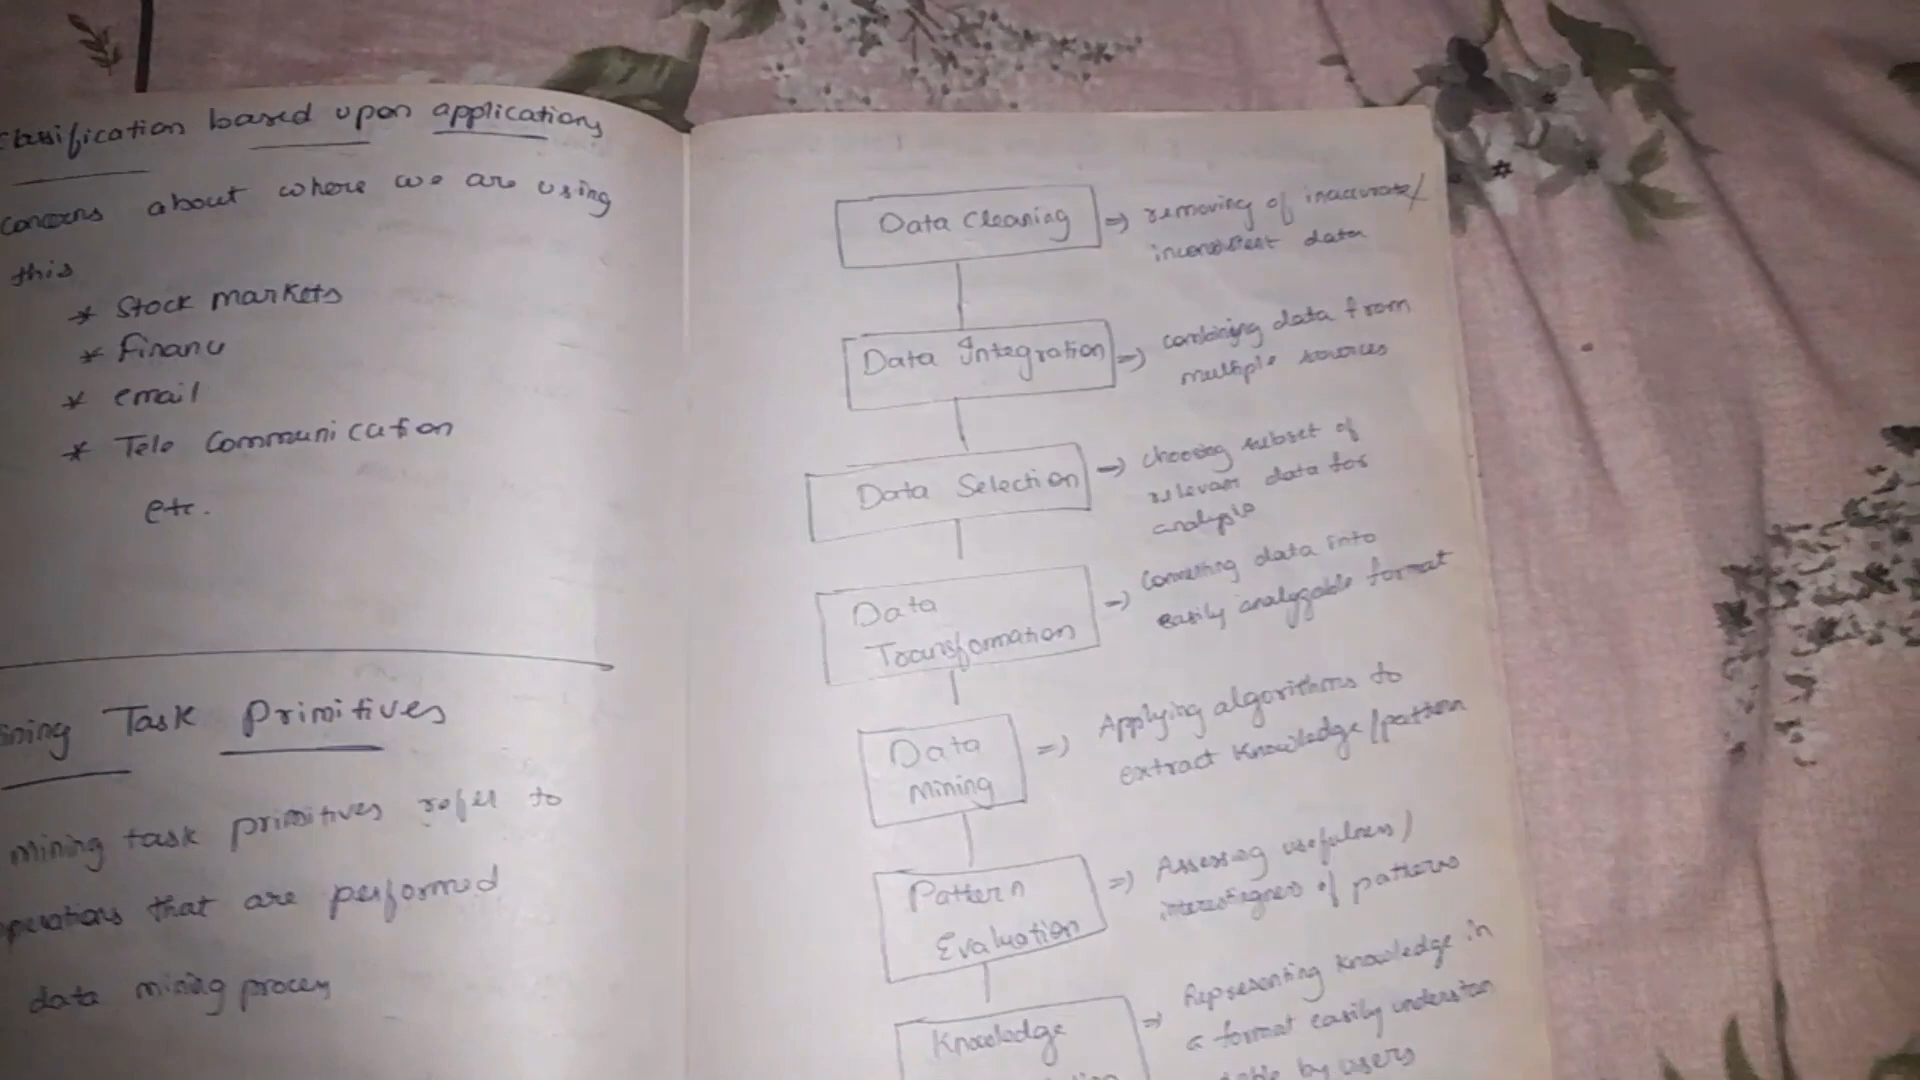 Classification based upon applications
concerns about where we are using
this
* Stock markets
* Finance
* email
* Tele Communication
etc.
ining Task Primitives
mining task primitives refer to
perations that are performed
data mining process
Data Cleaning => removing of inaccurate/
inconsistent data
Data Integration => combining data from
multiple sources
Data Selection => choosing subset of
relevant data for
analysis
Data
Transformation => Converting data into
easily analyzable format
Data
mining => Applying algorithms to
extract knowledge/pattern
Pattern
Evaluation => Assessing usefulness/
interestingness of patterns
Knowledge => Representing knowledge in
a format easily understan
dable by users